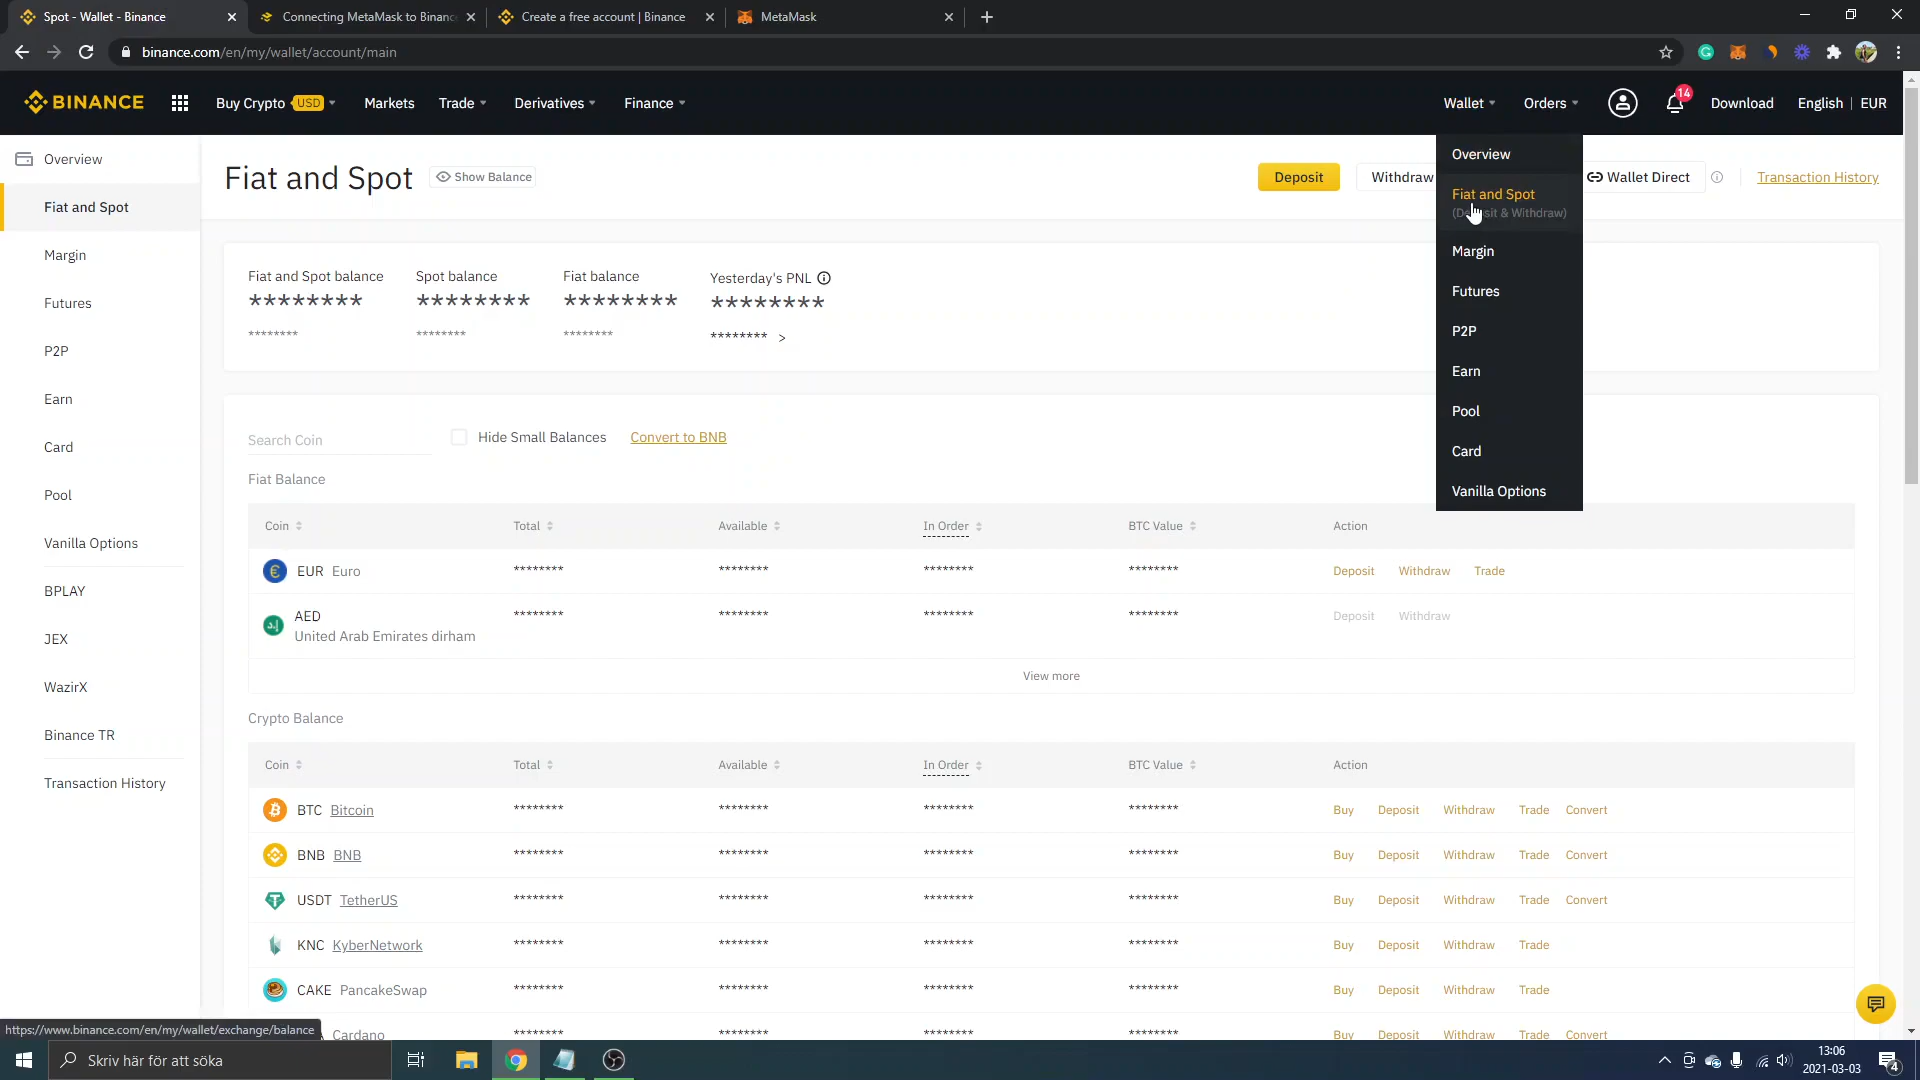 Spot - Wallet - Binance
Connecting MetaMask to Binanc
Create a free account | Binance
MetaMask
binance.com/en/my/wallet/account/main
BINANCE
Buy Crypto USD
Markets
Trade
Derivatives
Finance
Wallet
Orders
14
Download
English | EUR
Overview
Fiat and Spot
Margin
Futures
P2P
Earn
Card
Pool
Vanilla Options
BPLAY
JEX
WazirX
Binance TR
Transaction History
Fiat and Spot
Show Balance
Deposit
Withdraw
Wallet Direct
Transaction History
Overview
Fiat and Spot
(Deposit & Withdraw)
Margin
Futures
P2P
Earn
Pool
Card
Vanilla Options
Fiat and Spot balance
********
********
Spot balance
********
********
Fiat balance
********
********
Yesterday's PNL
********
******** >
Search Coin
Hide Small Balances
Convert to BNB
Fiat Balance
Coin Total Available In Order BTC Value Action
EUR Euro ******** ******** ******** ******** Deposit Withdraw Trade
AED ******** ******** ******** ******** Deposit Withdraw
United Arab Emirates dirham
View more
Crypto Balance
Coin Total Available In Order BTC Value Action
BTC Bitcoin ******** ******** ******** ******** Buy Deposit Withdraw Trade Convert
BNB BNB ******** ******** ******** ******** Buy Deposit Withdraw Trade Convert
USDT TetherUS ******** ******** ******** ******** Buy Deposit Withdraw Trade Convert
KNC KyberNetwork ******** ******** ******** ******** Buy Deposit Withdraw Trade
CAKE PancakeSwap ******** ******** ******** ******** Buy Deposit Withdraw Trade
Cardano ******** ******** ******** ******** Buy Deposit Withdraw Trade Convert
https://www.binance.com/en/my/wallet/exchange/balance
Skriv här för att söka
13:06
2021-03-03
4